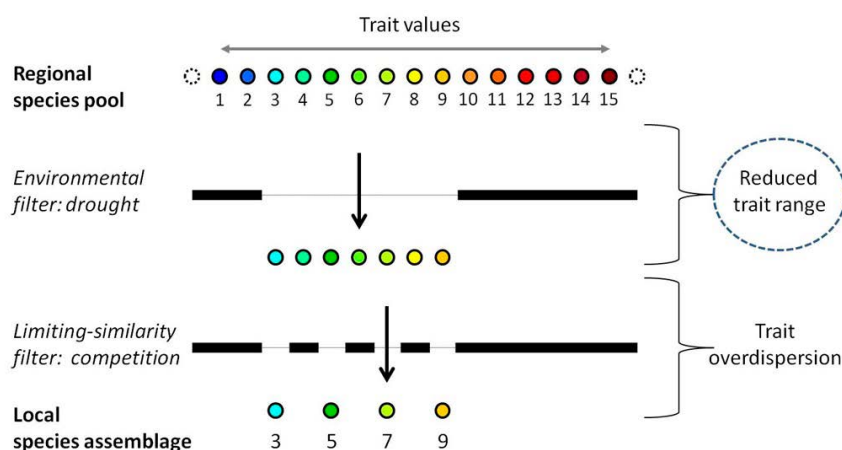 Trait values
Regional
species pool
1 2 3 4 5 6 7 8 9 10 11 12 13 14 15
Environmental
filter: drought
Reduced
trait range
Limiting-similarity
filter: competition
Trait
overdispersion
Local
species assemblage
3 5 7 9